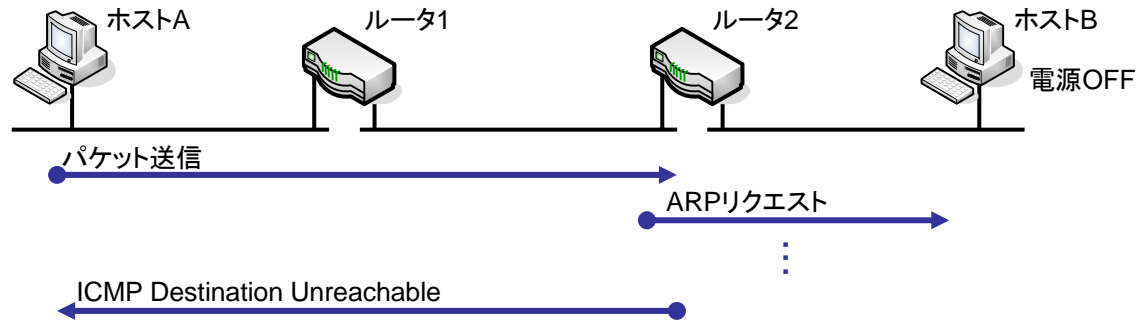 ホストA
ルータ1
ルータ2
ホストB
電源OFF
パケット送信
ARPリクエスト
ICMP Destination Unreachable